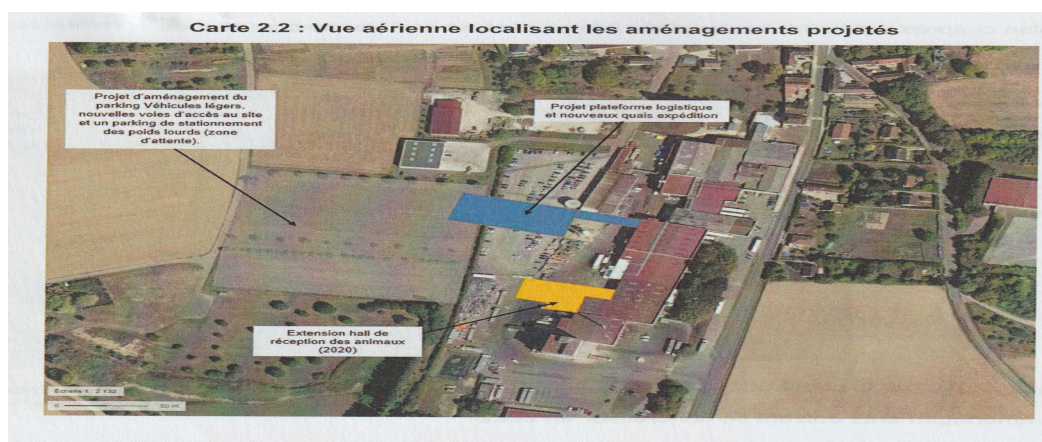 Carte 2.2 : Vue aérienne localisant les aménagements projetés
Projet d'aménagement du
parking Véhicules légers,
nouvelles voies d'accès au site
et un parking de stationnement
des poids lourds (zone
d'attente).
Projet plateforme logistique
et nouveaux quais expédition
Extension hall de
réception des animaux
(2020)
Echelle 1 : 2 132
0 50 m